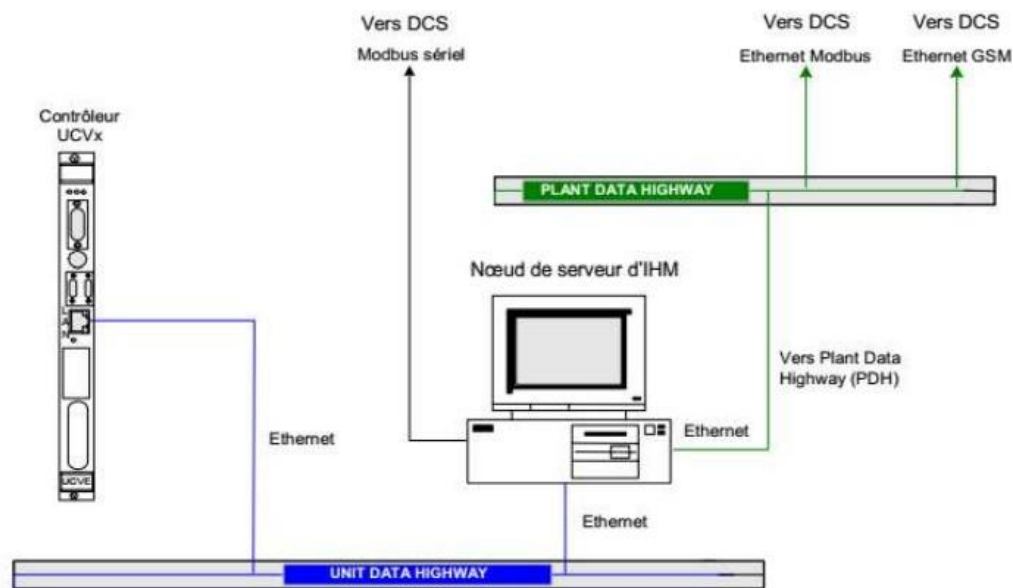 Vers DCS
Modbus sériel
Vers DCS
Ethernet Modbus
Vers DCS
Ethernet GSM
Contrôleur
UCVx
PLANT DATA HIGHWAY
Nœud de serveur d'IHM
LAN
Vers Plant Data
Highway (PDH)
Ethernet
Ethernet
UCVE
Ethernet
UNIT DATA HIGHWAY